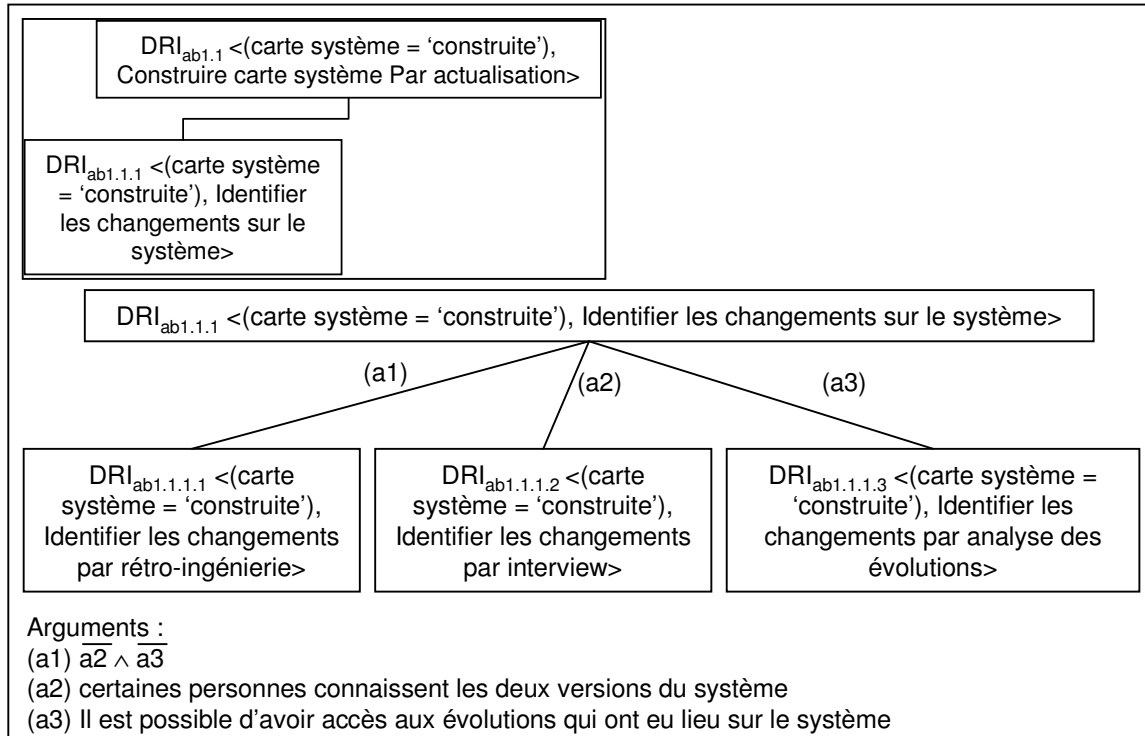 DRIab1.1 <(carte système = ‘construite’),
Construire carte système Par actualisation>
DRIab1.1.1 <(carte système
= ‘construite’), Identifier
les changements sur le
système>
DRIab1.1.1 <(carte système = ‘construite’), Identifier les changements sur le système>
(a1)
(a2)
(a3)
DRIab1.1.1.1 <(carte
système = ‘construite’),
Identifier les changements
par rétro-ingénierie>
DRIab1.1.1.2 <(carte
système = ‘construite’),
Identifier les changements
par interview>
DRIab1.1.1.3 <(carte système =
‘construite’), Identifier les
changements par analyse des
évolutions>
Arguments :
(a1) a̅2̅ ∧ a̅3̅
(a2) certaines personnes connaissent les deux versions du système
(a3) Il est possible d’avoir accès aux évolutions qui ont eu lieu sur le système